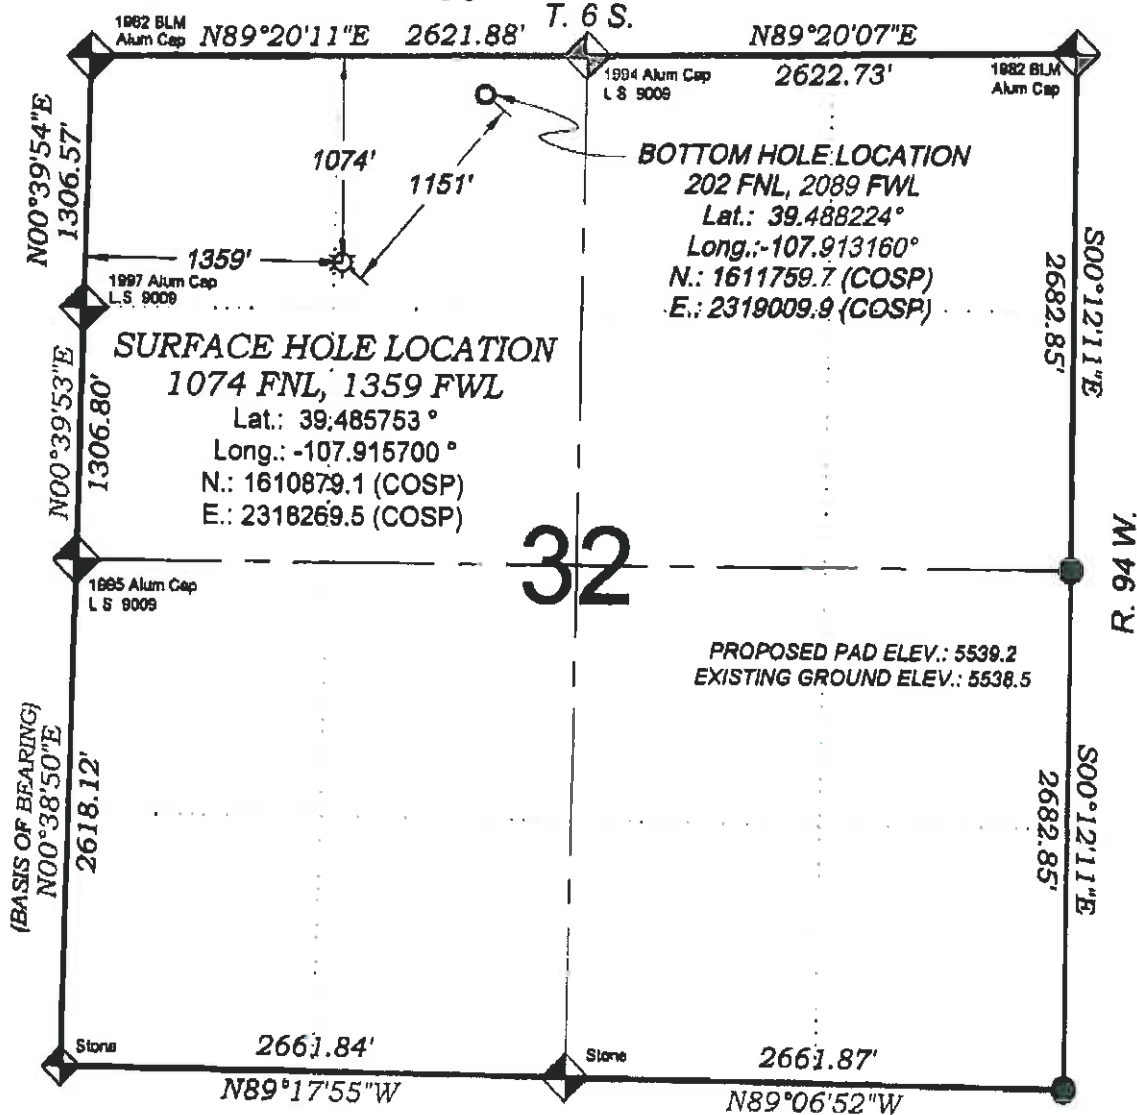 T. 6 S.
1982 BLM
Alum Cap
N89°20'11"E 2621.88'
N89°20'07"E
2622.73'
1994 Alum Cap
L S 9009
1982 BLM
Alum Cap
N00°39'54"E
1306.57'
1074'
1151'
1359'
BOTTOM HOLE LOCATION
202 FNL, 2089 FWL
Lat.: 39.488224°
Long.:-107.913160°
N.: 1611759.7 (COSP)
E.: 2319009.9 (COSP)
S00°12'11"E
2682.85'
1997 Alum Cap
L.S 9009
SURFACE HOLE LOCATION
1074 FNL, 1359 FWL
Lat.: 39.485753 °
Long.: -107.915700 °
N.: 1610879.1 (COSP)
E.: 2318269.5 (COSP)
N00°39'53"E
1306.80'
32
R. 94 W.
1995 Alum Cap
L S 9009
PROPOSED PAD ELEV.: 5539.2
EXISTING GROUND ELEV.: 5538.5
(BASIS OF BEARING)
N00°38'50"E
2618.12'
S00°12'11"E
2682.85'
Stone
2661.84'
N89°17'55"W
Stone
2661.87'
N89°06'52"W